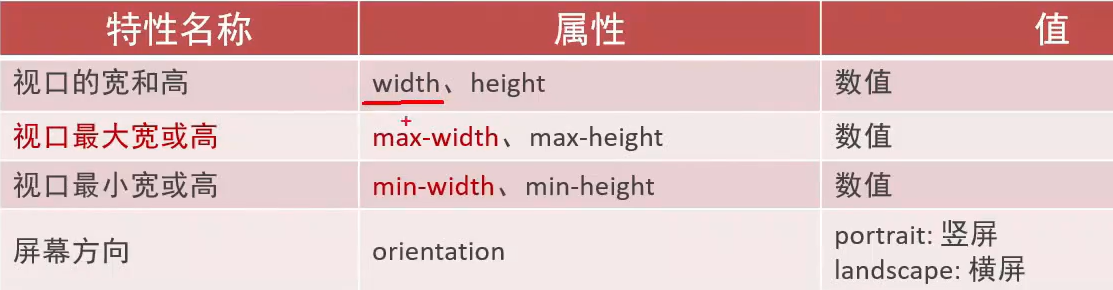 特性名称 属性 值
视口的宽和高 width、height 数值
视口最大宽或高 max-width、max-height 数值
视口最小宽或高 min-width、min-height 数值
屏幕方向 orientation portrait: 竖屏
landscape: 横屏